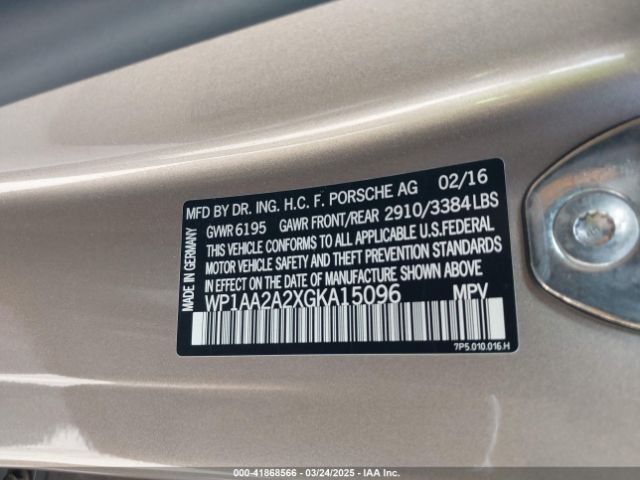 MFD BY DR. ING. H.C. F. PORSCHE AG 02/16
GVWR 6195 GAWR FRONT/REAR 2910/3384LBS
THIS VEHICLE CONFORMS TO ALL APPLICABLE U.S.FEDERAL
MOTOR VEHICLE SAFETY AND THEFT PREVENTION STANDARDS
IN EFFECT ON THE DATE OF MANUFACTURE SHOWN ABOVE
WP1AA2A2XGKA15096 MPV
MADE IN GERMANY
7P5.010.016.H
000-41868566 — 03/24/2025 — IAA Inc.